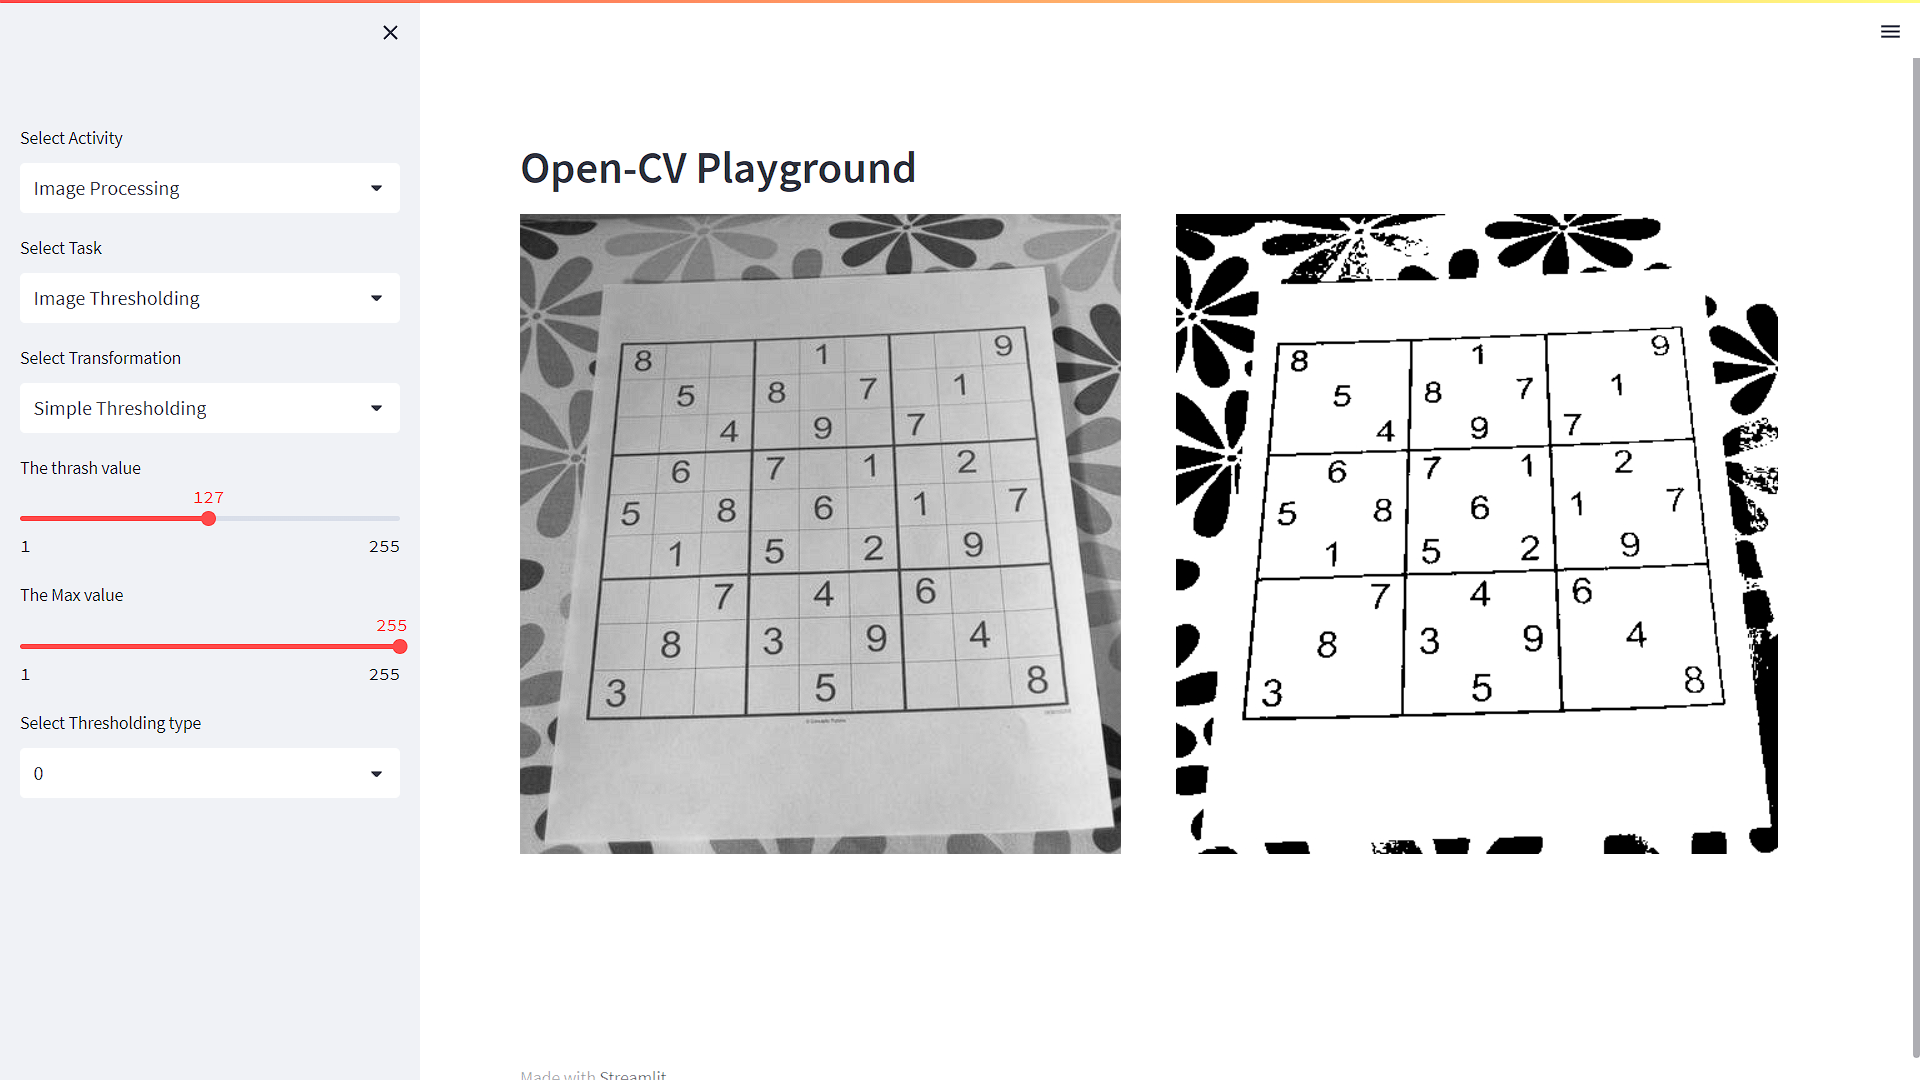 Select Activity
Image Processing
Select Task
Image Thresholding
Select Transformation
Simple Thresholding
The thrash value
127
1 255
The Max value
255
1 255
Select Thresholding type
0
Open-CV Playground
8 1 9
5 8 7 1
4 9 7
6 7 1 2
5 8 6 1 7
1 5 2 9
7 4 6
8 3 9 4
3 5 8
8 1 9
5 8 7 1
4 9 7
6 7 1 2
5 8 6 1 7
1 5 2 9
7 4 6
8 3 9 4
3 5 8
Made with Streamlit